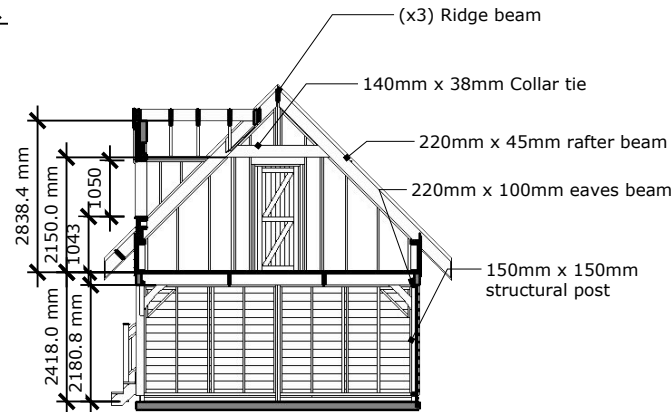 (x3) Ridge beam
140mm x 38mm Collar tie
220mm x 45mm rafter beam
220mm x 100mm eaves beam
150mm x 150mm
structural post
2838.4 mm
2150.0 mm
1043
1050
2418.0 mm
2180.8 mm